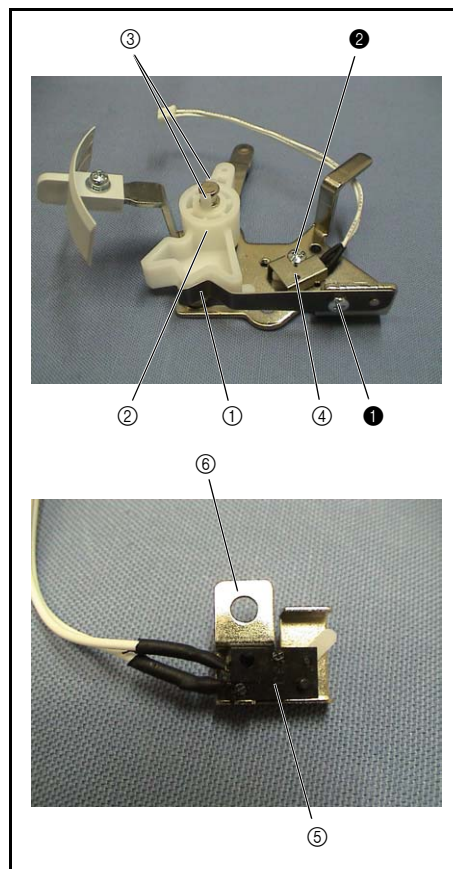 ③ ❷
② ① ④ ❶
⑥
⑤